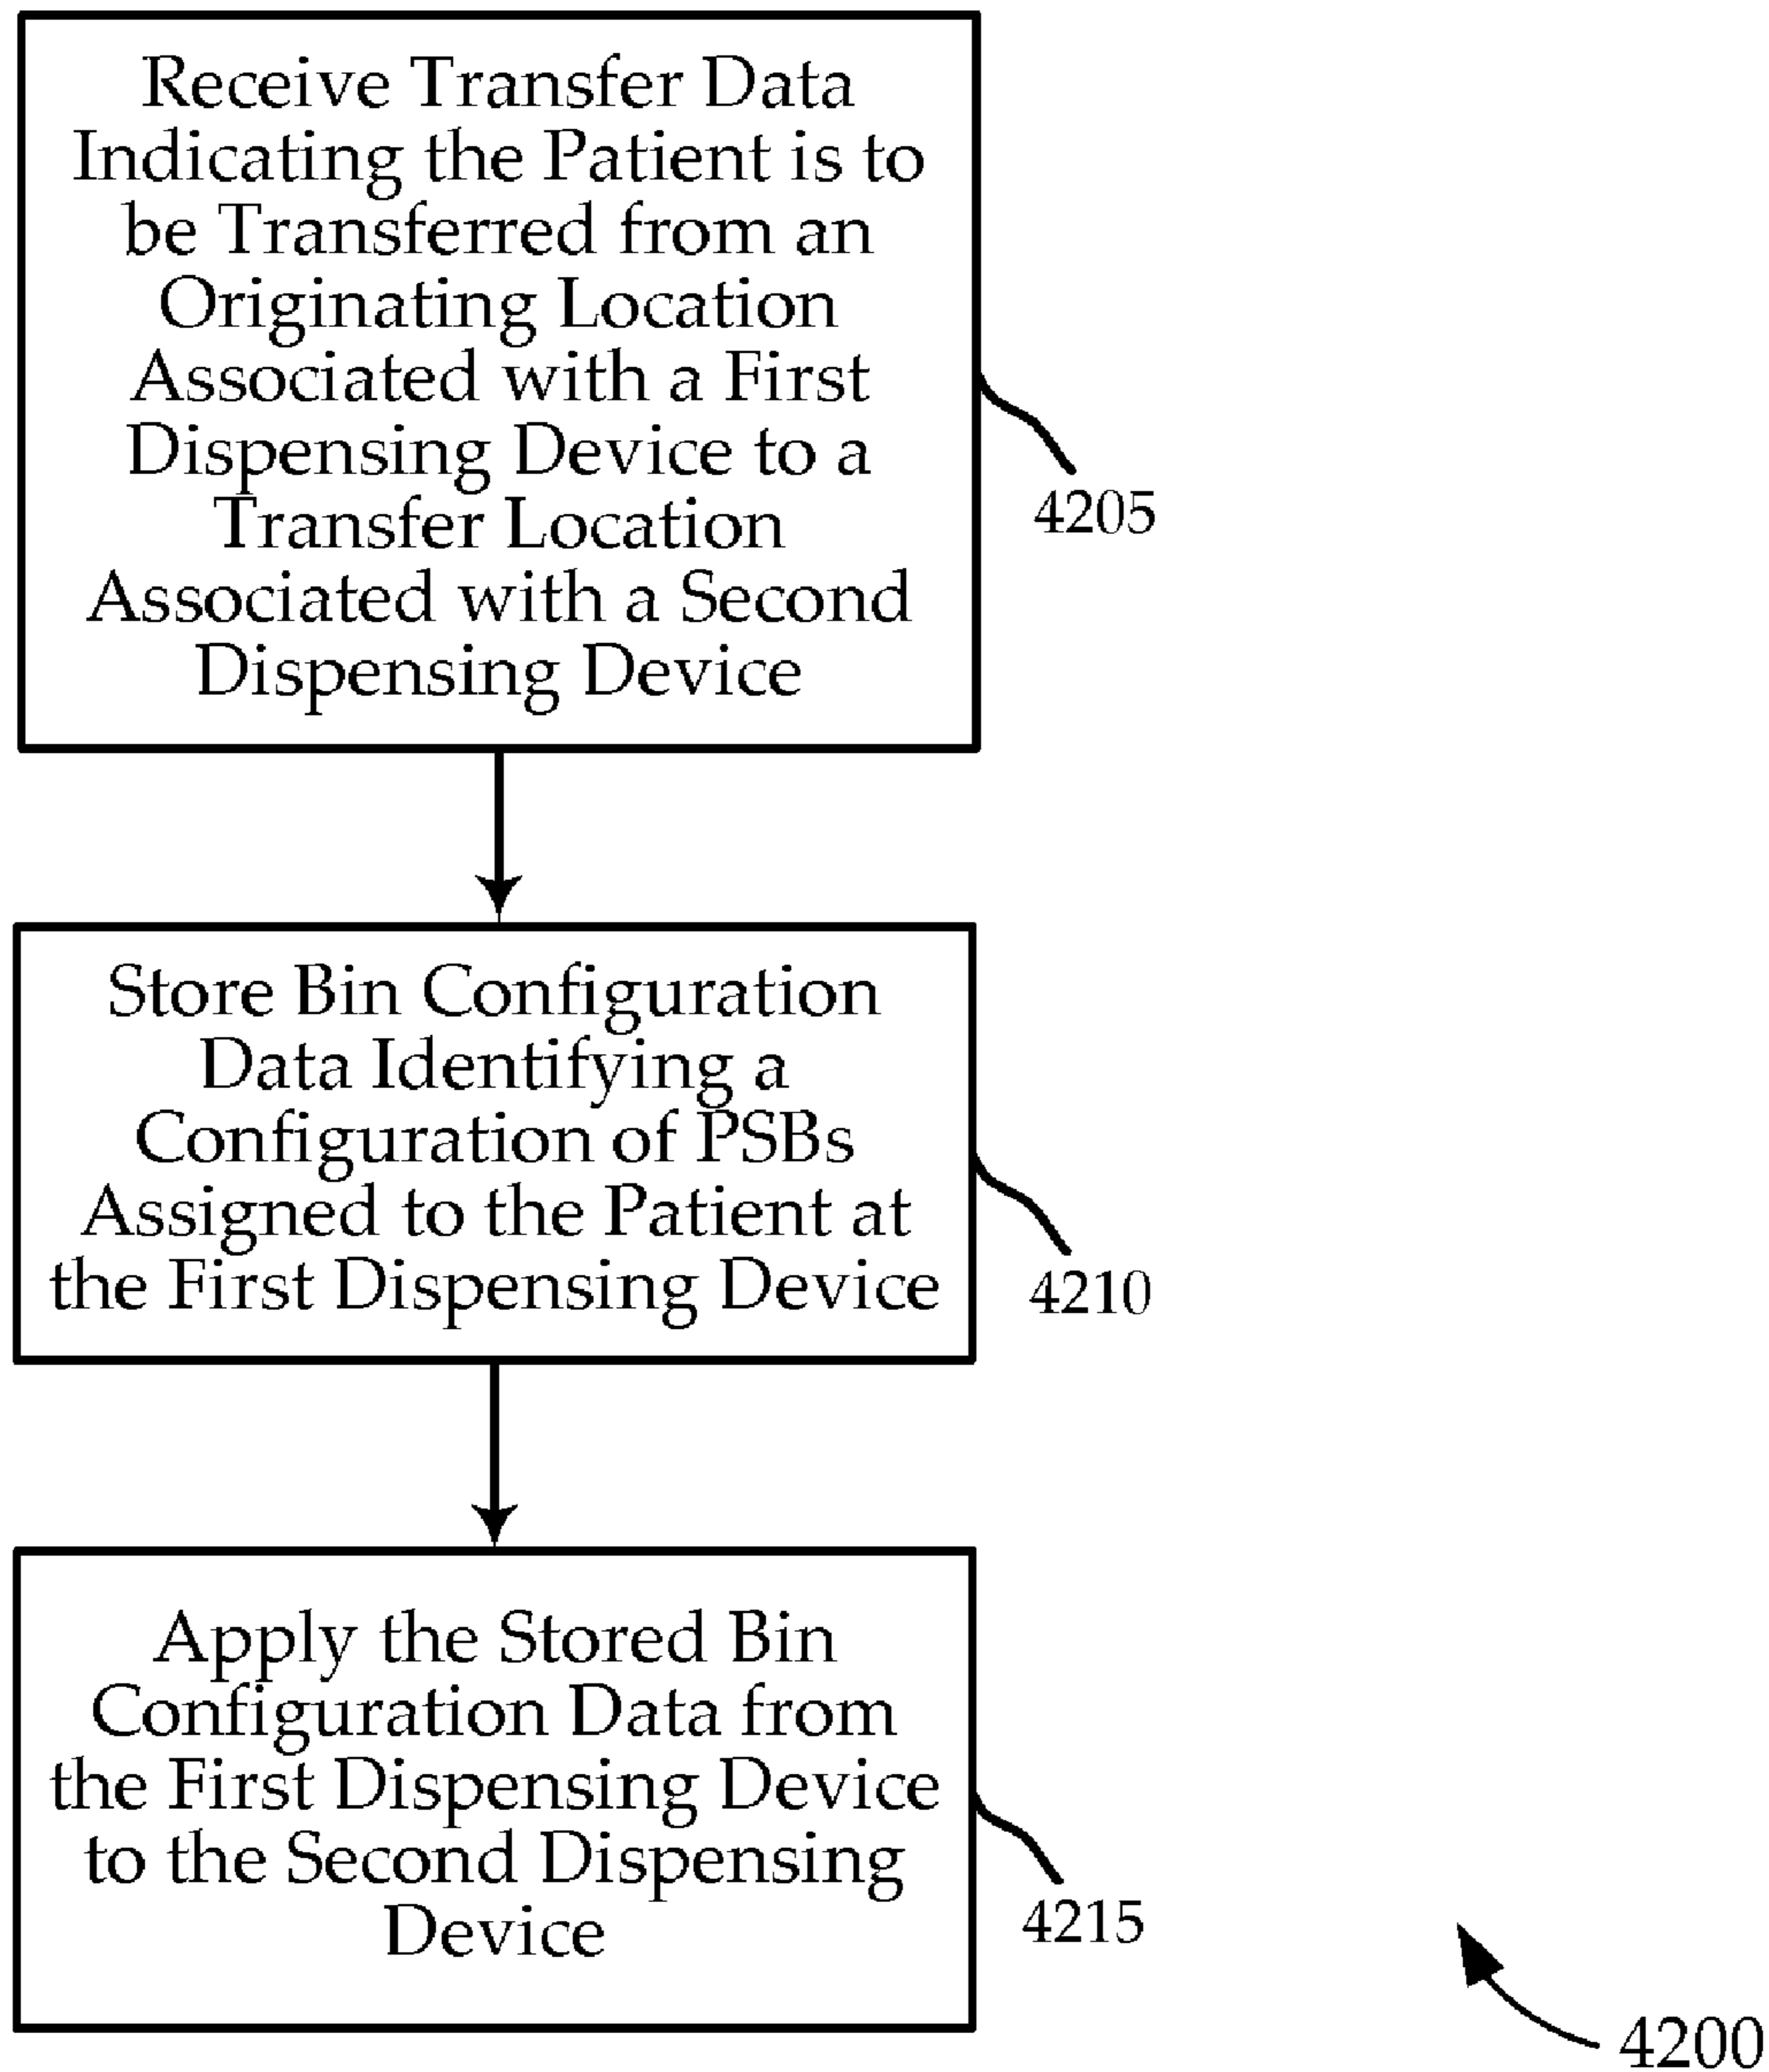 Receive Transfer Data
Indicating the Patient is to
be Transferred from an
Originating Location
Associated with a First
Dispensing Device to a
Transfer Location
Associated with a Second
Dispensing Device
4205
Store Bin Configuration
Data Identifying a
Configuration of PSBs
Assigned to the Patient at
the First Dispensing Device
4210
Apply the Stored Bin
Configuration Data from
the First Dispensing Device
to the Second Dispensing
Device
4215
4200